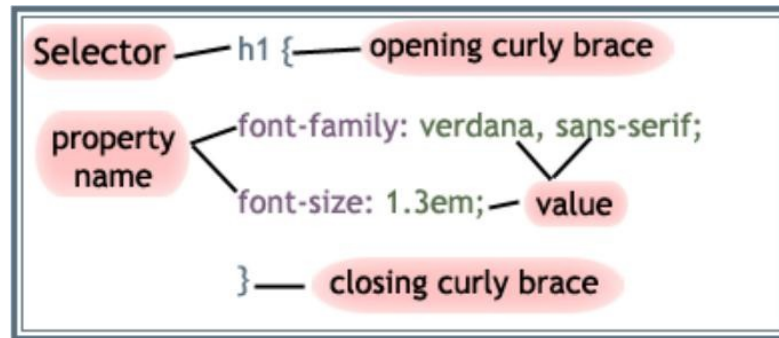 Selector h1 { opening curly brace
property name
font-family: verdana, sans-serif;
font-size: 1.3em; value
} closing curly brace